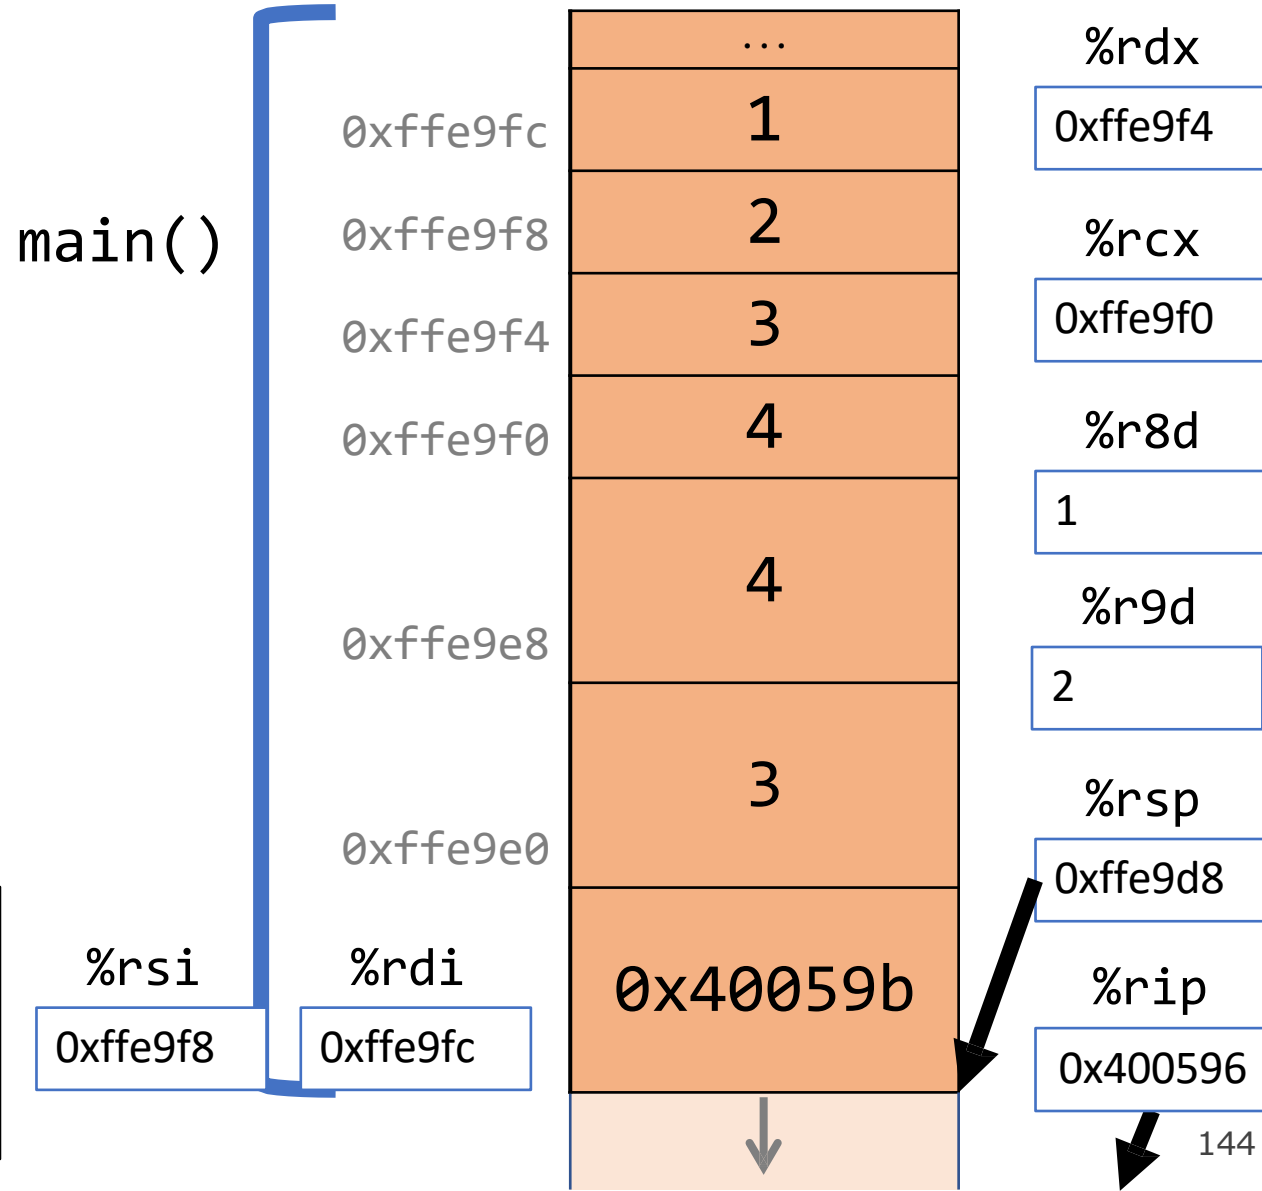 ...
%rdx
0xffe9fc
1
0xffe9f4
main()
0xffe9f8
2
%rcx
0xffe9f4
3
0xffe9f0
0xffe9f0
4
%r8d
1
4
%r9d
0xffe9e8
2
3
%rsp
0xffe9e0
0xffe9d8
%rsi
%rdi
0x40059b
%rip
0xffe9f8
0xffe9fc
0x400596
144